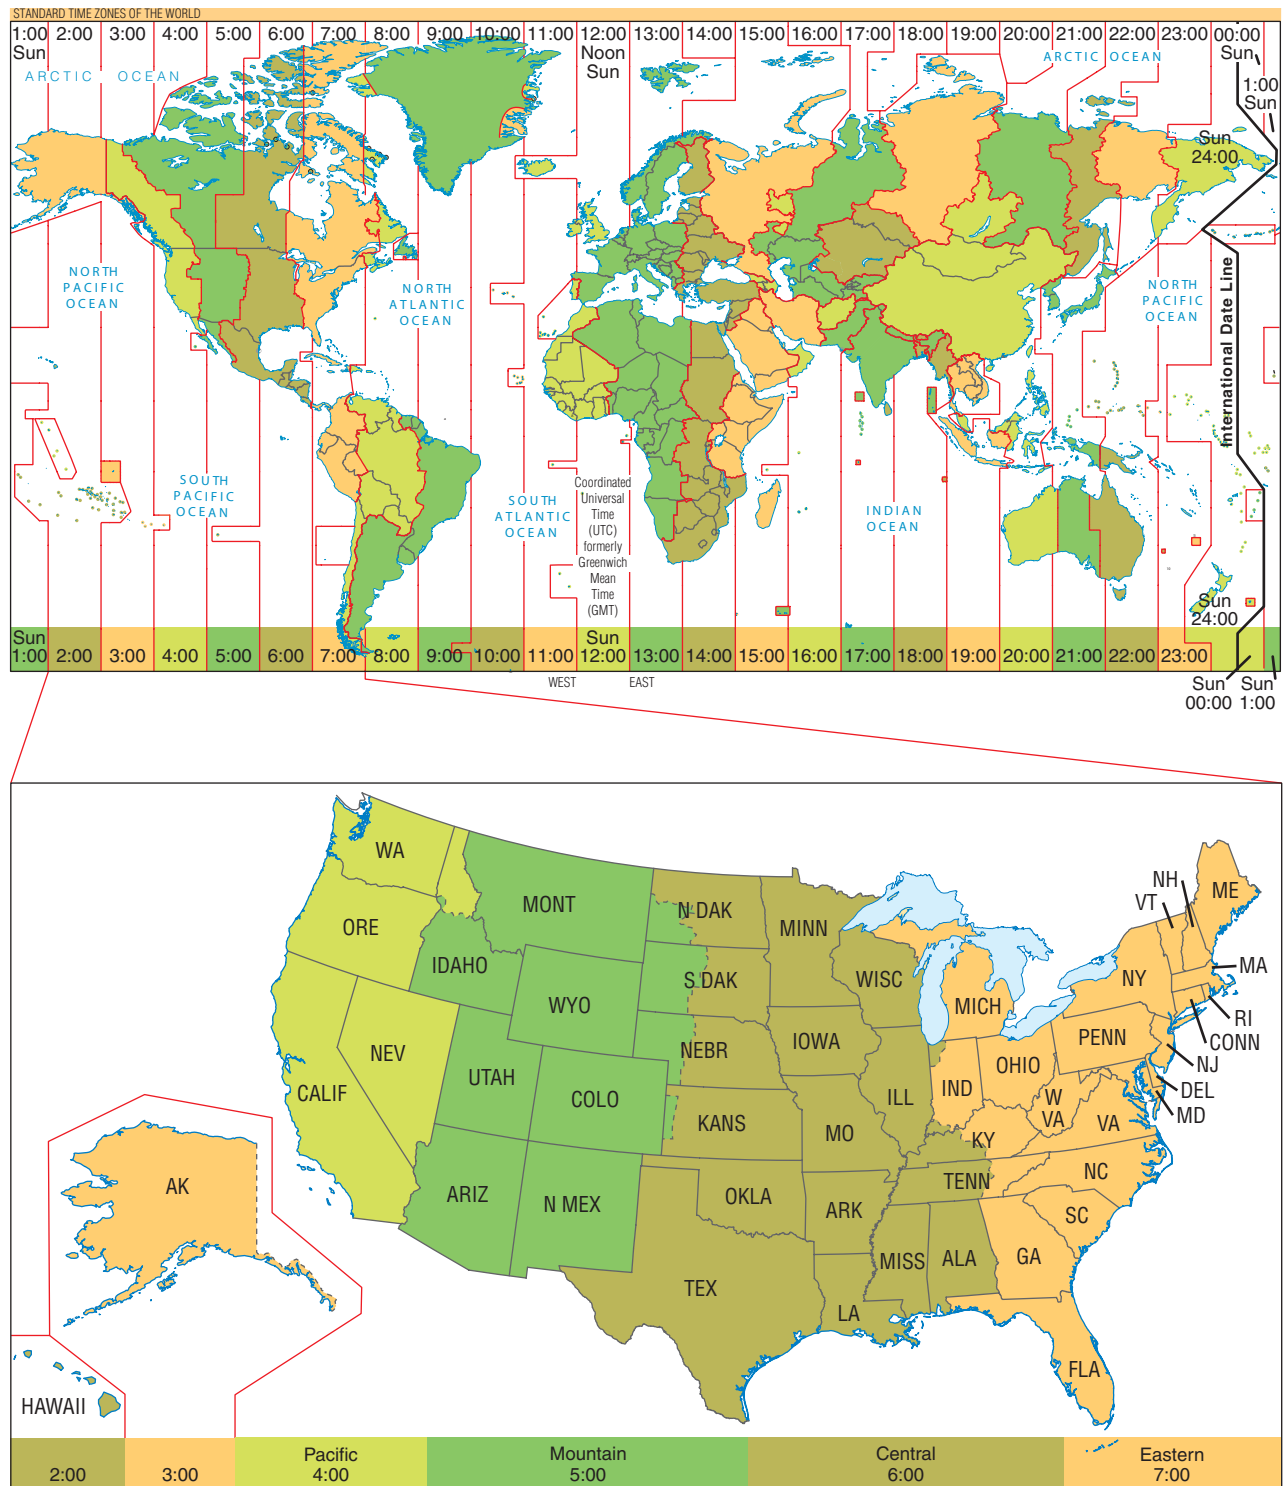 STANDARD TIME ZONES OF THE WORLD
1:00 2:00 3:00 4:00 5:00 6:00 7:00 8:00 9:00 10:00 11:00 12:00 13:00 14:00 15:00 16:00 17:00 18:00 19:00 20:00 21:00 22:00 23:00 00:00
Sun
Noon
Sun
Sun
1:00
Sun
ARCTIC OCEAN
ARCTIC OCEAN
Sun
24:00
NORTH
PACIFIC
OCEAN
NORTH
ATLANTIC
OCEAN
NORTH
PACIFIC
OCEAN
International Date Line
SOUTH
PACIFIC
OCEAN
SOUTH
ATLANTIC
OCEAN
Coordinated
Universal
Time
(UTC)
formerly
Greenwich
Mean
Time
(GMT)
INDIAN
OCEAN
Sun
24:00
Sun
Sun
1:00 2:00 3:00 4:00 5:00 6:00 7:00 8:00 9:00 10:00 11:00 12:00 13:00 14:00 15:00 16:00 17:00 18:00 19:00 20:00 21:00 22:00 23:00
WEST EAST
Sun
00:00
Sun
1:00
WA
MONT
N DAK
MINN
NH
VT
ME
ORE
IDAHO
S DAK
WISC
MICH
NY
MA
WYO
RI
CONN
NEV
NEBR
IOWA
PENN
NJ
CALIF
UTAH
COLO
ILL
IND
OHIO
W
VA
DEL
MD
KANS
MO
KY
VA
AK
ARIZ
N MEX
OKLA
ARK
TENN
NC
SC
TEX
MISS
ALA
GA
LA
FLA
HAWAII
Pacific Mountain Central Eastern
2:00 3:00 4:00 5:00 6:00 7:00